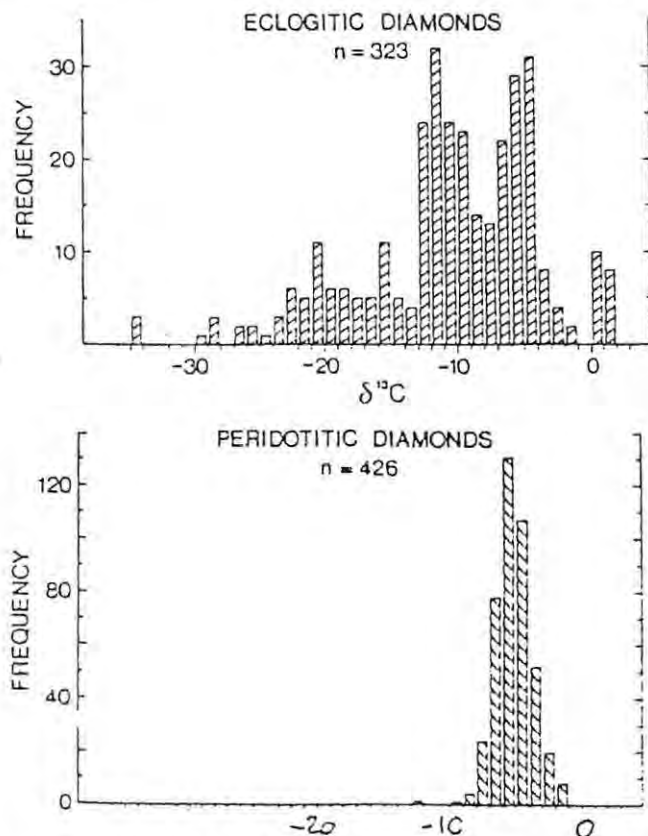 ECLOGITIC DIAMONDS
n = 323
FREQUENCY
30
20
10
-30 -20 -10 0
δ¹³C
PERIDOTITIC DIAMONDS
n = 426
FREQUENCY
120
80
40
0
-20 -10 0